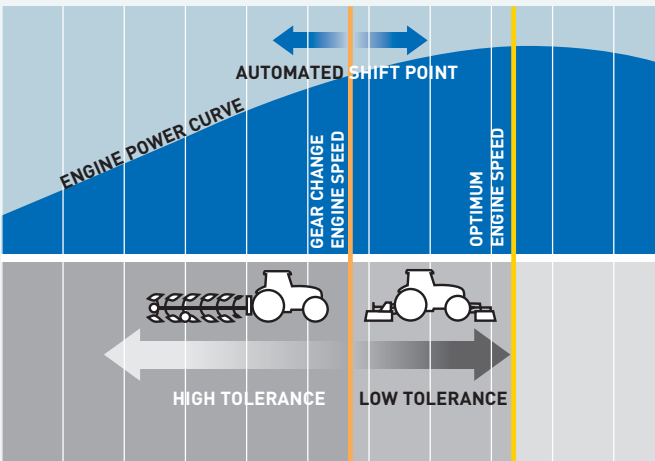 AUTOMATED SHIFT POINT
ENGINE POWER CURVE
GEAR CHANGE
ENGINE SPEED
OPTIMUM
ENGINE SPEED
HIGH TOLERANCE
LOW TOLERANCE